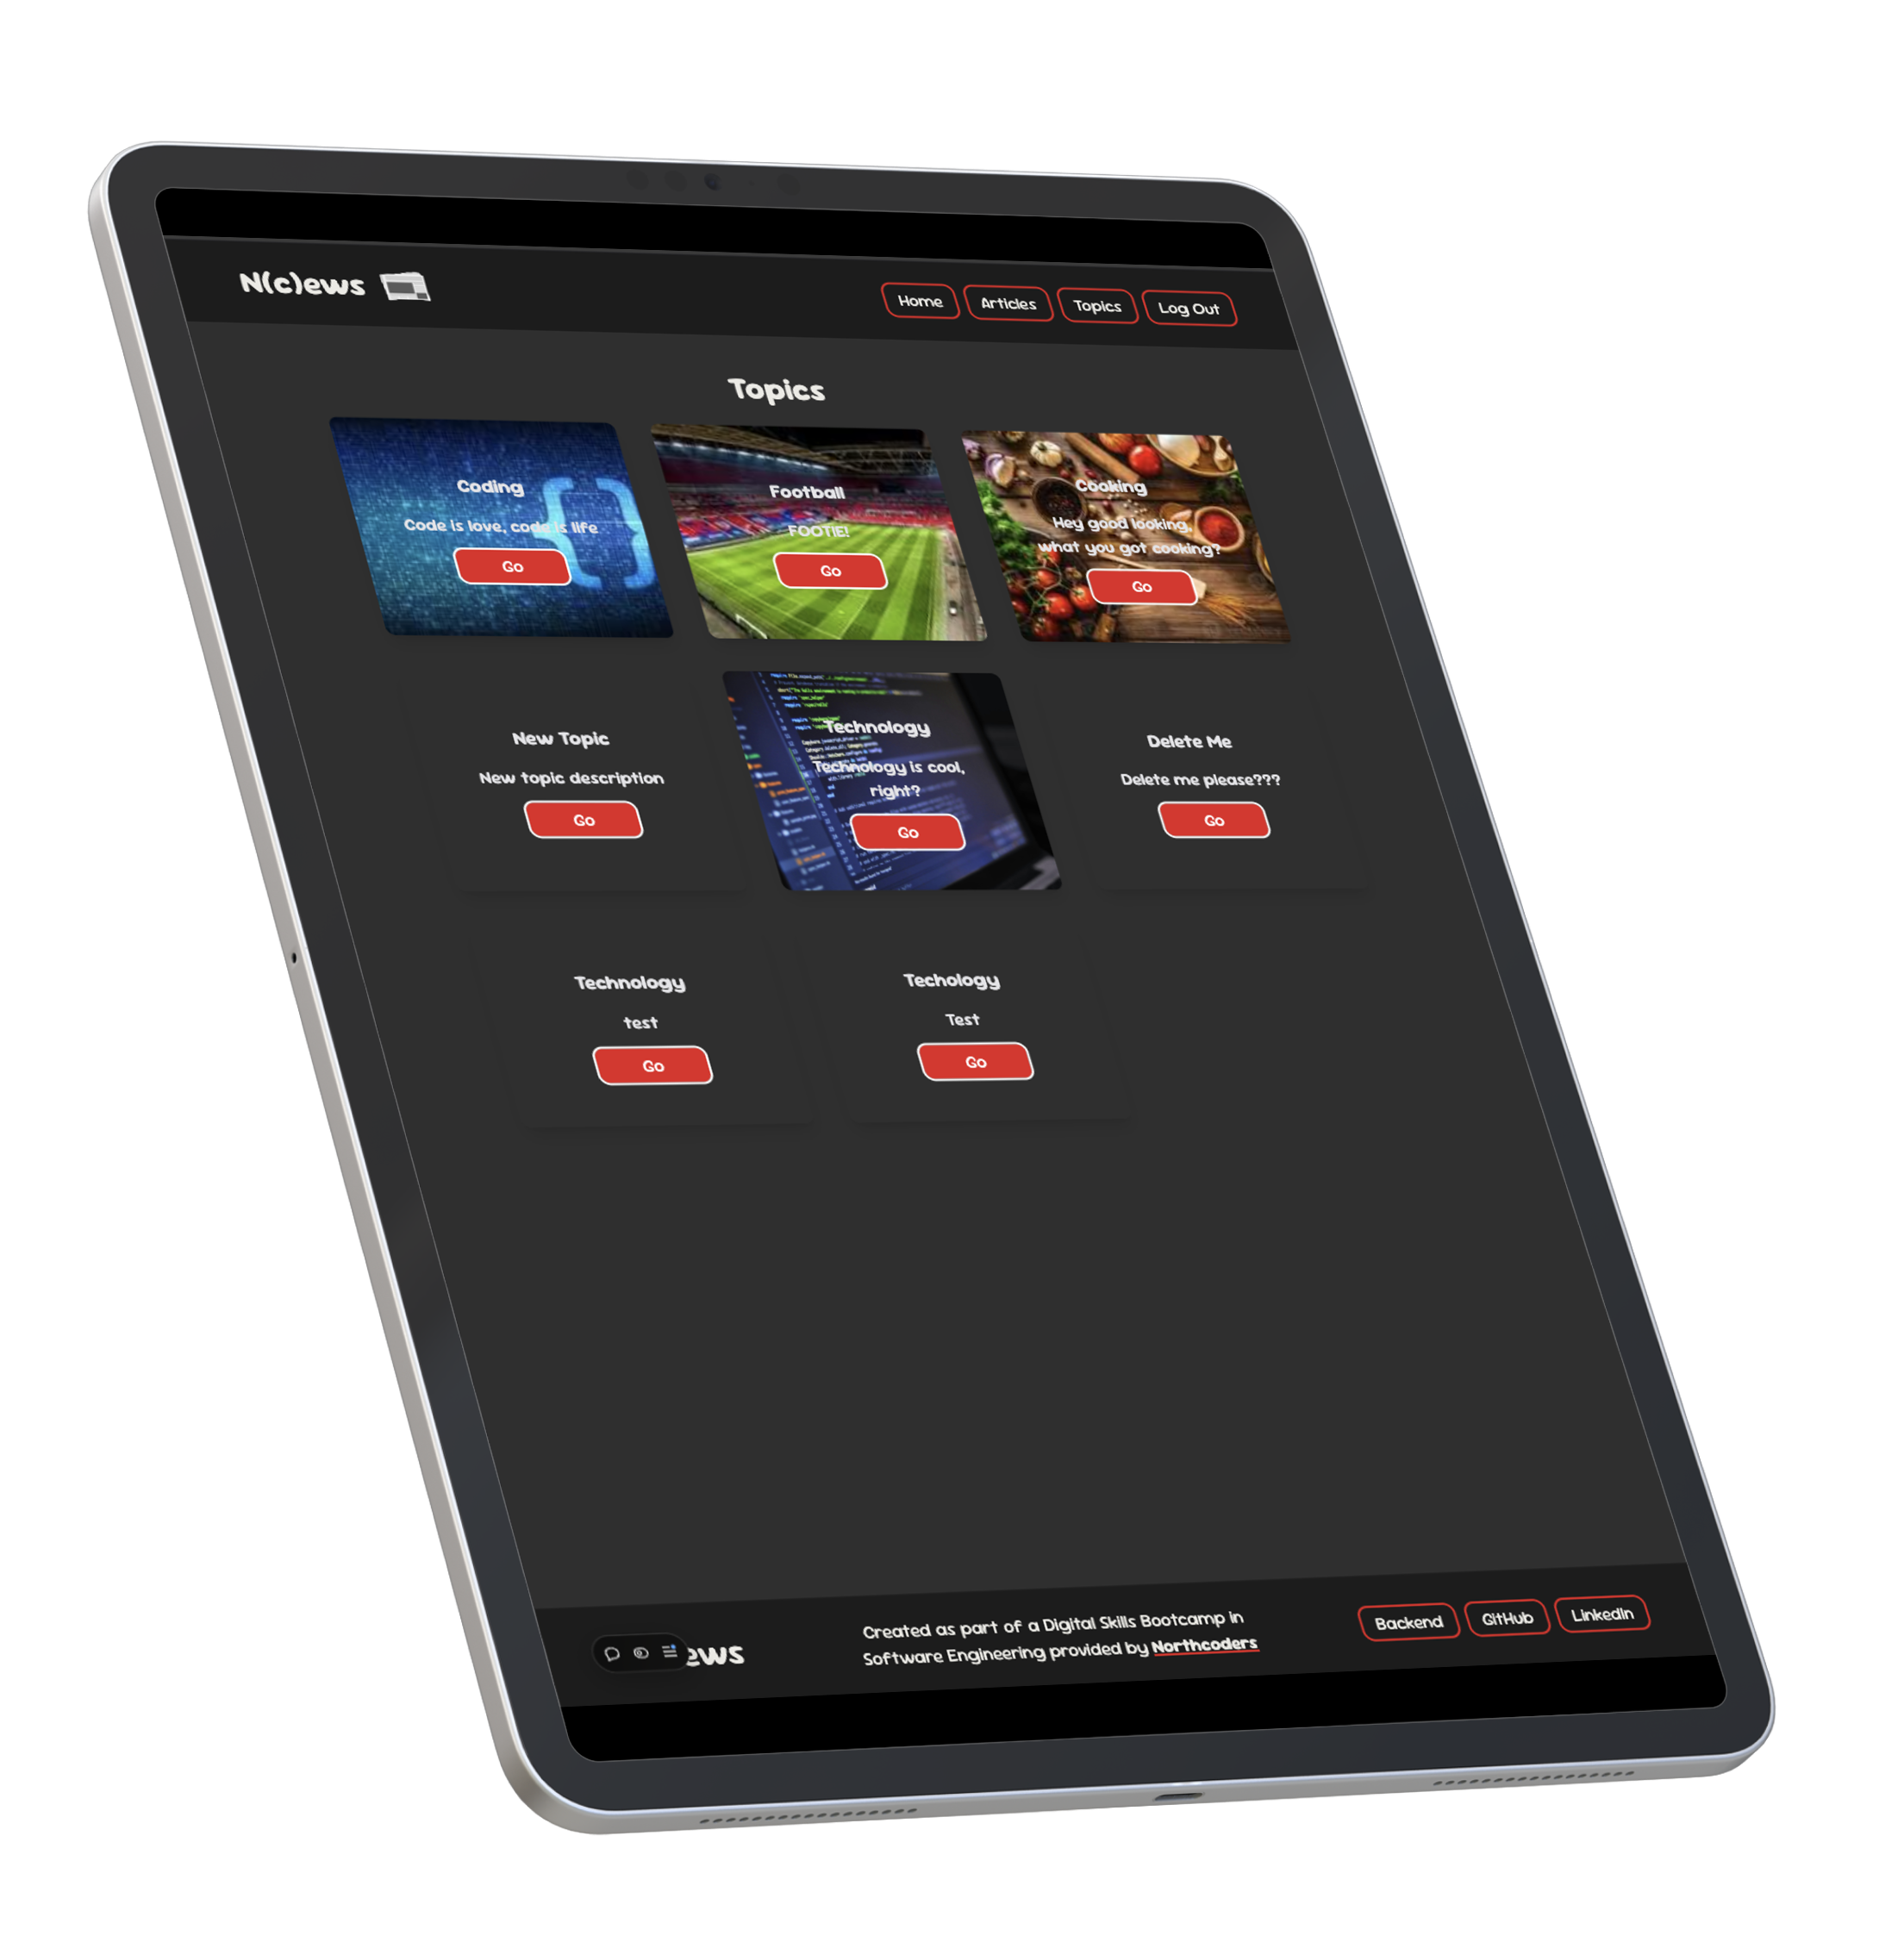 N(c)ews
Home
Articles
Topics
Log Out
Topics
Coding
Code is love, code is life
Go
Football
FOOTIE!
Go
Cooking
Hey good looking,
what you got cooking?
Go
New Topic
New topic description
Go
Technology
Technology is cool,
right?
Go
Delete Me
Delete me please???
Go
Technology
test
Go
Techology
Test
Go
ews
Created as part of a Digital Skills Bootcamp in
Software Engineering provided by Northcoders
Backend
GitHub
LinkedIn